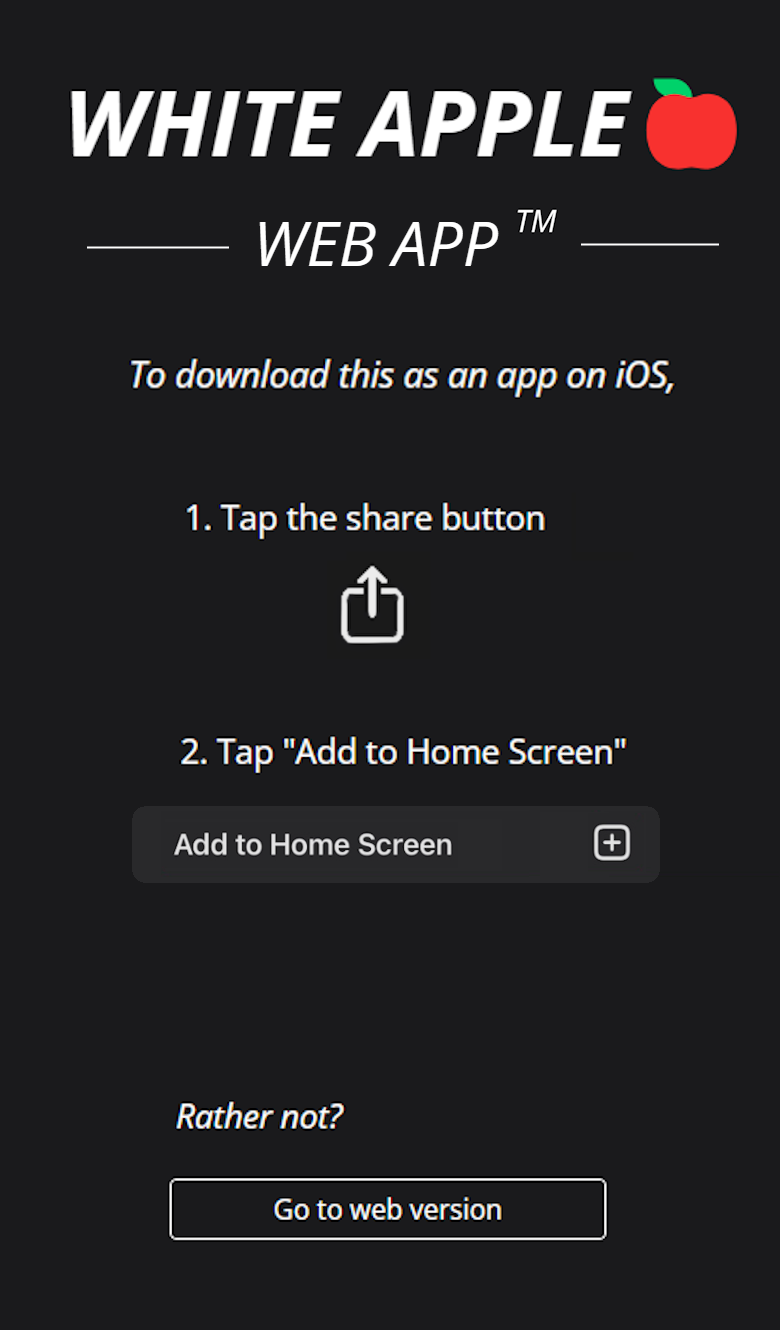 WHITE APPLE
WEB APP TM
To download this as an app on iOS,
1. Tap the share button
2. Tap "Add to Home Screen"
Add to Home Screen
Rather not?
Go to web version